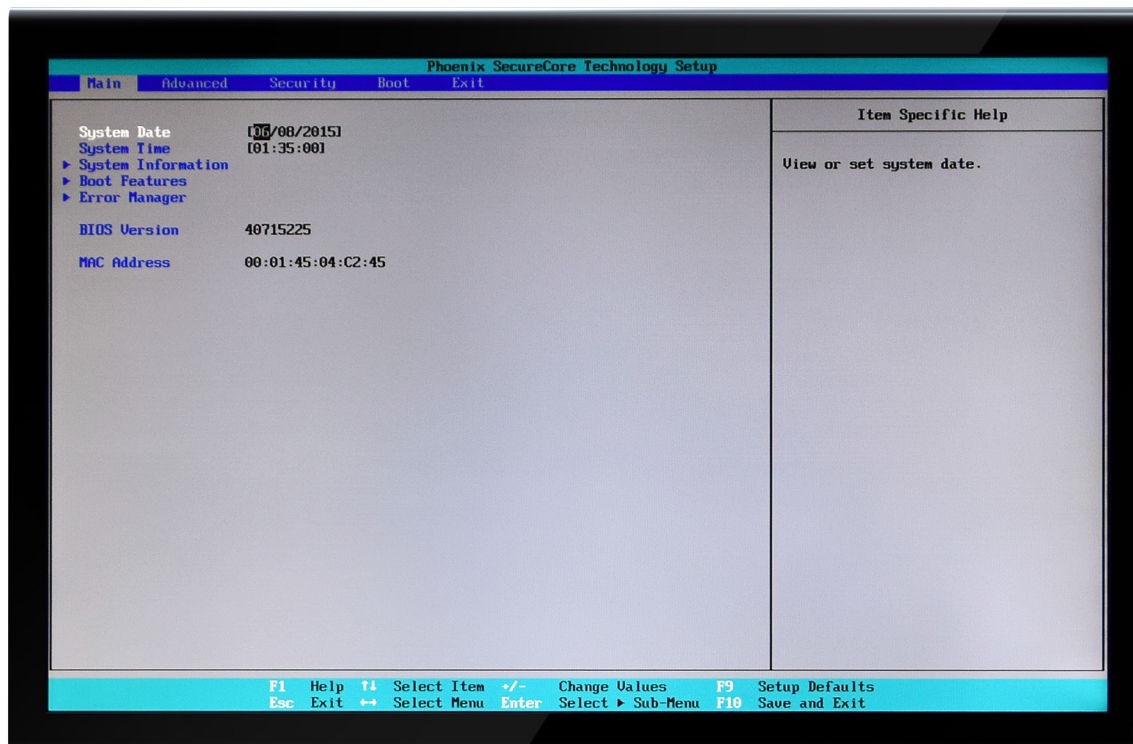 Phoenix SecureCore Technology Setup
Main Advanced Security Boot Exit
System Date [06/08/2015]
System Time [01:35:00]
▶ System Information
▶ Boot Features
▶ Error Manager
BIOS Version 40715225
MAC Address 00:01:45:04:C2:45
Item Specific Help
View or set system date.
F1 Help ↑↓ Select Item +/- Change Values F9 Setup Defaults
Esc Exit ↔ Select Menu Enter Select ▶ Sub-Menu F10 Save and Exit